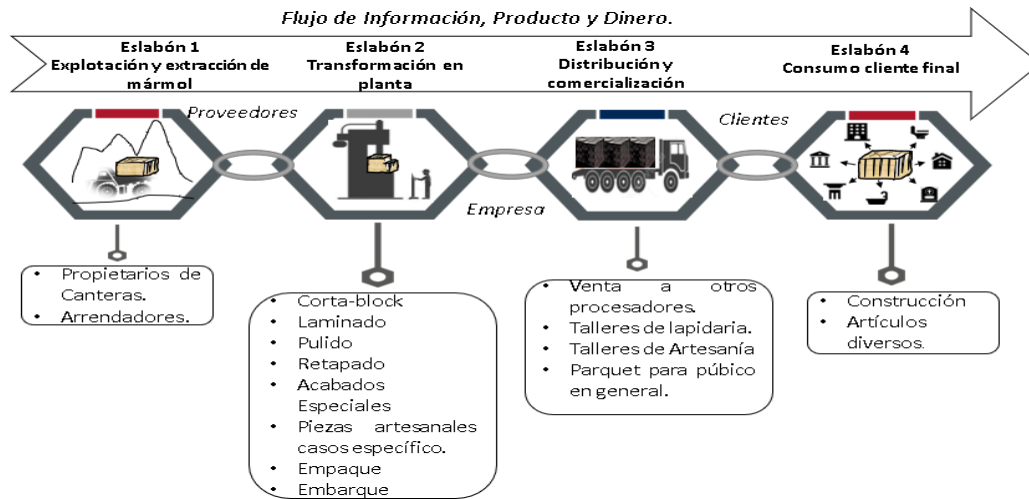 Flujo de Información, Producto y Dinero.
Eslabón 1
Explotación y extracción de
mármol
Eslabón 2
Transformación en
planta
Eslabón 3
Distribución y
comercialización
Eslabón 4
Consumo cliente final
Proveedores
Empresa
Clientes
• Propietarios de
Canteras.
• Arrendadores.
• Corta-block
• Laminado
• Pulido
• Retapado
• Acabados
Especiales
• Piezas artesanales
casos específico.
• Empaque
• Embarque
• Venta a otros
procesadores.
• Talleres de lapidaria.
• Talleres de Artesanía
• Parquet para púbico
en general.
• Construcción
• Artículos
diversos.